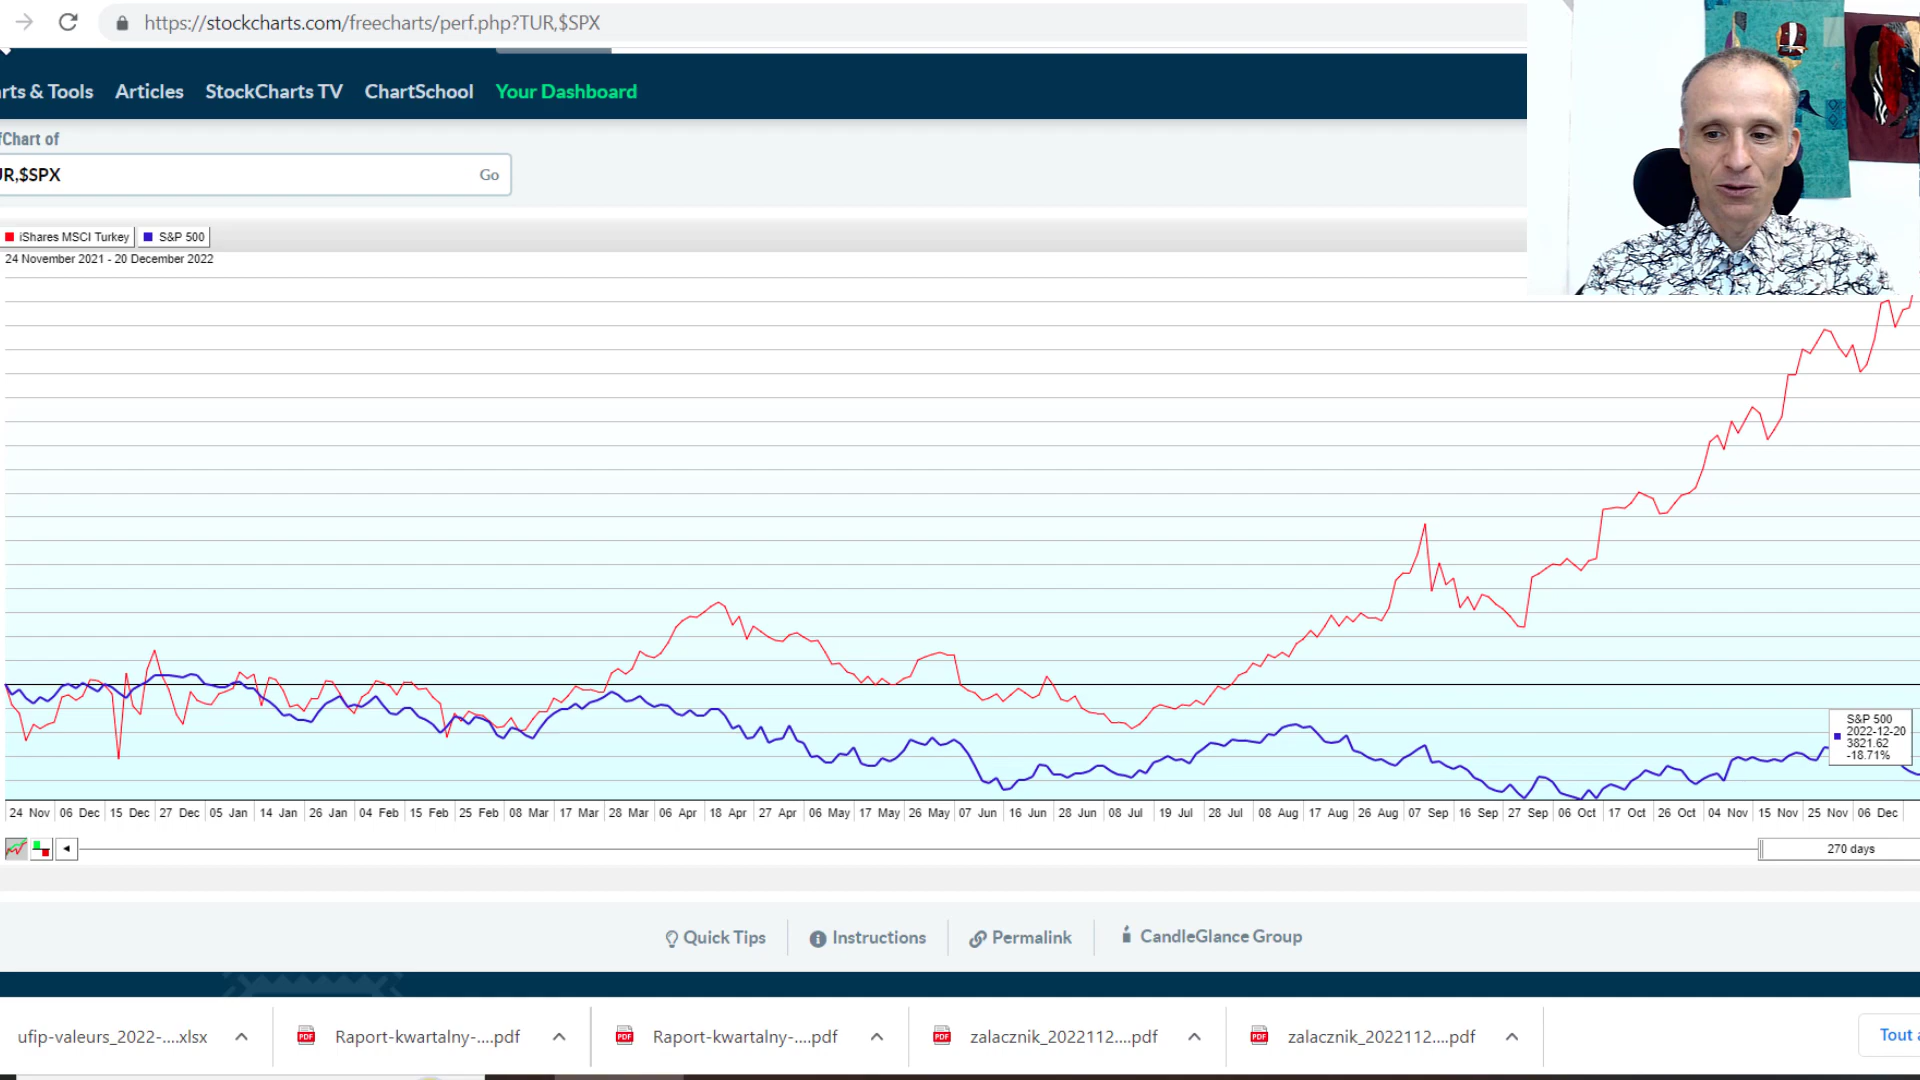 https://stockcharts.com/freecharts/perf.php?TUR,$SPX
rts & Tools Articles StockCharts TV ChartSchool Your Dashboard
fChart of
UR,$SPX Go
iShares MSCI Turkey S&P 500
24 November 2021 - 20 December 2022
S&P 500
2022-12-20
3821.62
-18.71%
24 Nov 06 Dec 15 Dec 27 Dec 05 Jan 14 Jan 26 Jan 04 Feb 15 Feb 25 Feb 08 Mar 17 Mar 28 Mar 06 Apr 18 Apr 27 Apr 06 May 17 May 26 May 07 Jun 16 Jun 28 Jun 08 Jul 19 Jul 28 Jul 08 Aug 17 Aug 26 Aug 07 Sep 16 Sep 27 Sep 06 Oct 17 Oct 26 Oct 04 Nov 15 Nov 25 Nov 06 Dec
270 days
Quick Tips Instructions Permalink CandleGlance Group
ufip-valeurs_2022-....xlsx Raport-kwartalny-....pdf Raport-kwartalny-....pdf zalacznik_2022112....pdf zalacznik_2022112....pdf Tout a